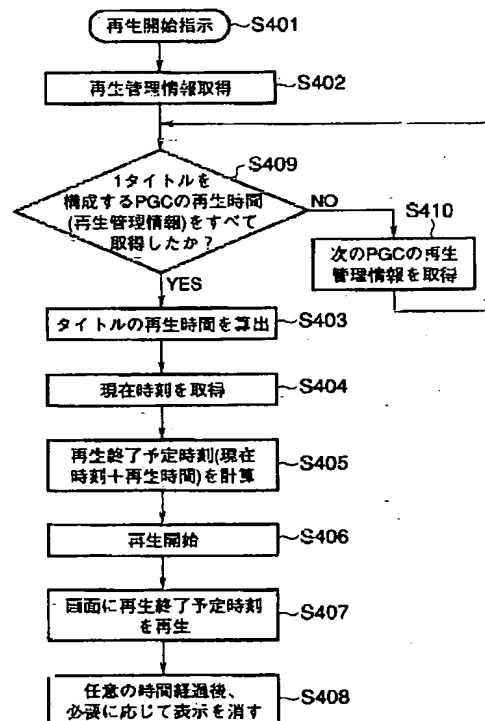 再生開始指示
S401
再生管理情報取得
S402
1タイトルを
構成するPGCの再生時間
(再生管理情報)をすべて
取得したか？
S409
NO
S410
次のPGCの再生
管理情報を取得
YES
タイトルの再生時間を算出
S403
現在時刻を取得
S404
再生終了予定時刻(現在
時刻＋再生時間)を計算
S405
再生開始
S406
画面に再生終了予定時刻
を再生
S407
任意の時間経過後、
必要に応じて表示を消す
S408